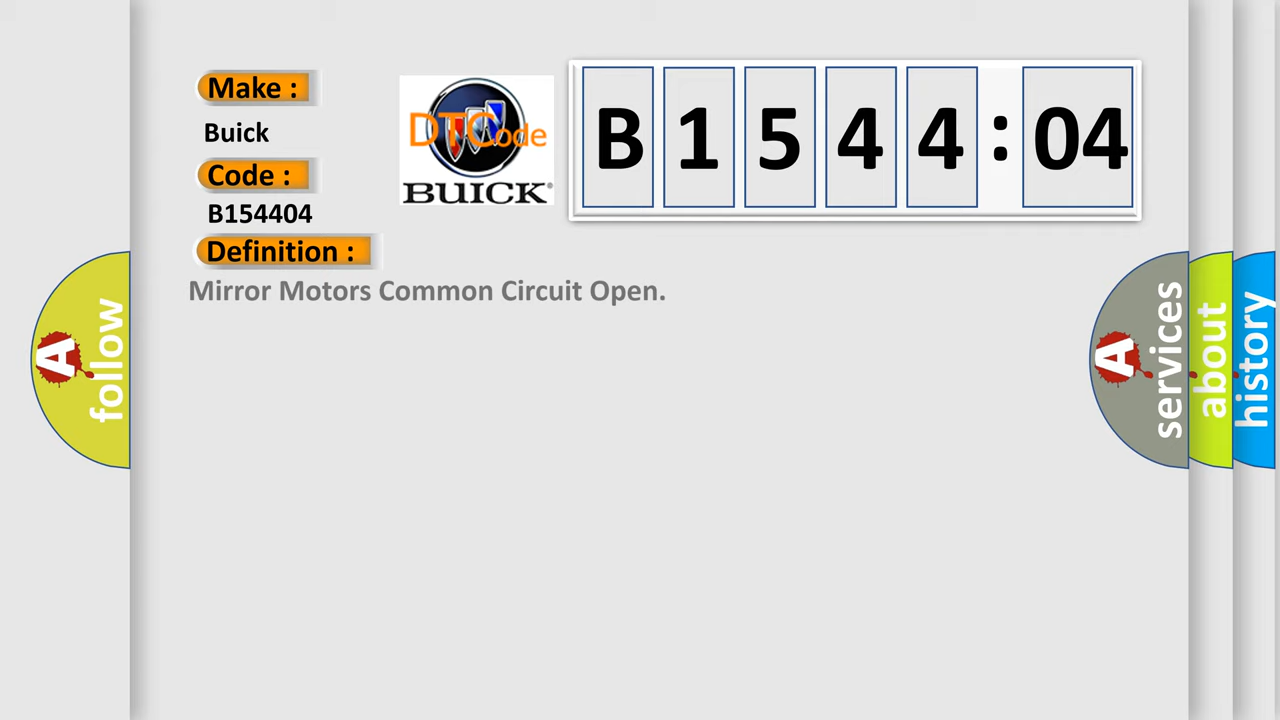 Make :
Buick
Code :
B154404
Definition :
Mirror Motors Common Circuit Open.
DTCode
BUICK®
B 1 5 4 4 : 04
A follow
A services
about
history